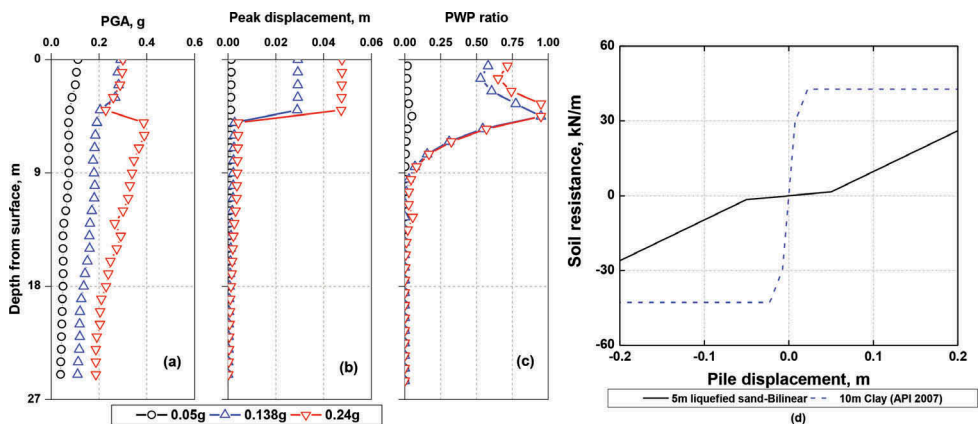 PGA, g
0.0 0.2 0.4 0.6
Peak displacement, m
0.00 0.02 0.04 0.06
PWP ratio
0.00 0.25 0.50 0.75 1.00
Depth from surface, m
0
9
18
27
(a)
(b)
(c)
0.05g 0.138g 0.24g
Soil resistance, kN/m
60
30
0
-30
-60
-0.2 -0.1 0.0 0.1 0.2
Pile displacement, m
5m liquefied sand-Bilinear 10m Clay (API 2007)
(d)